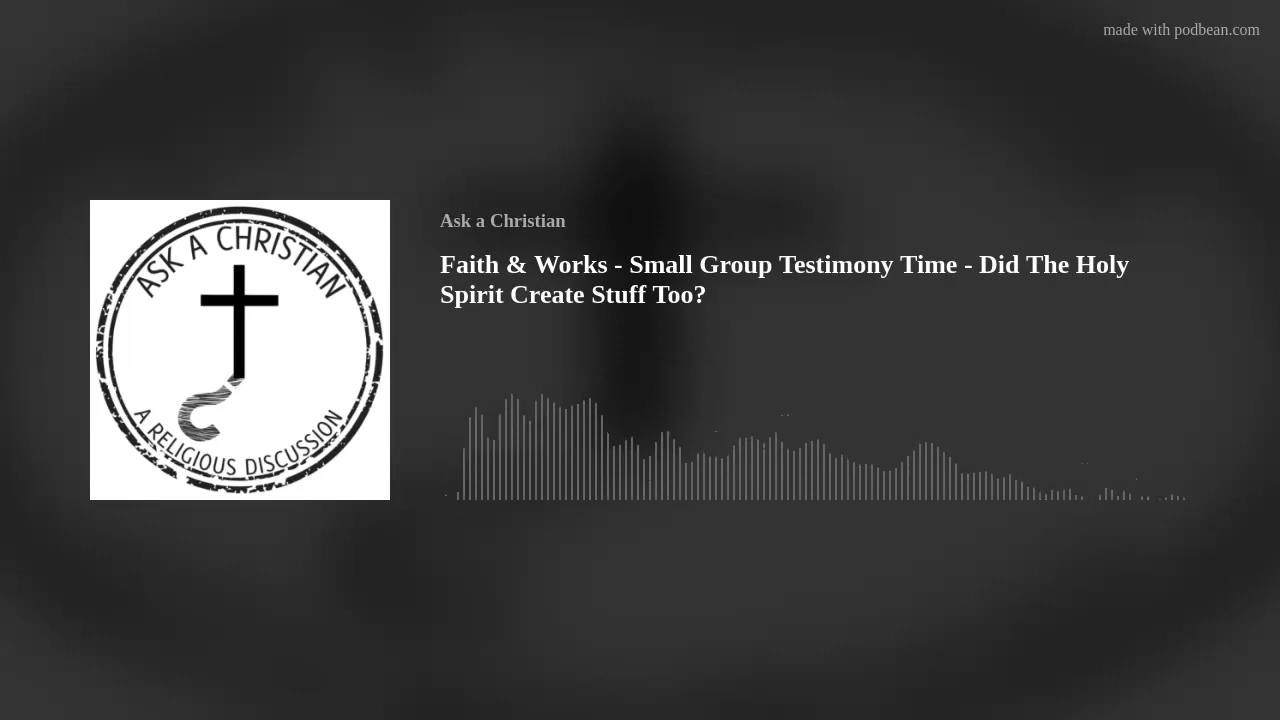 made with podbean.com
ASK A CHRISTIAN
A RELIGIOUS DISCUSSION
Ask a Christian
Faith & Works - Small Group Testimony Time - Did The Holy
Spirit Create Stuff Too?